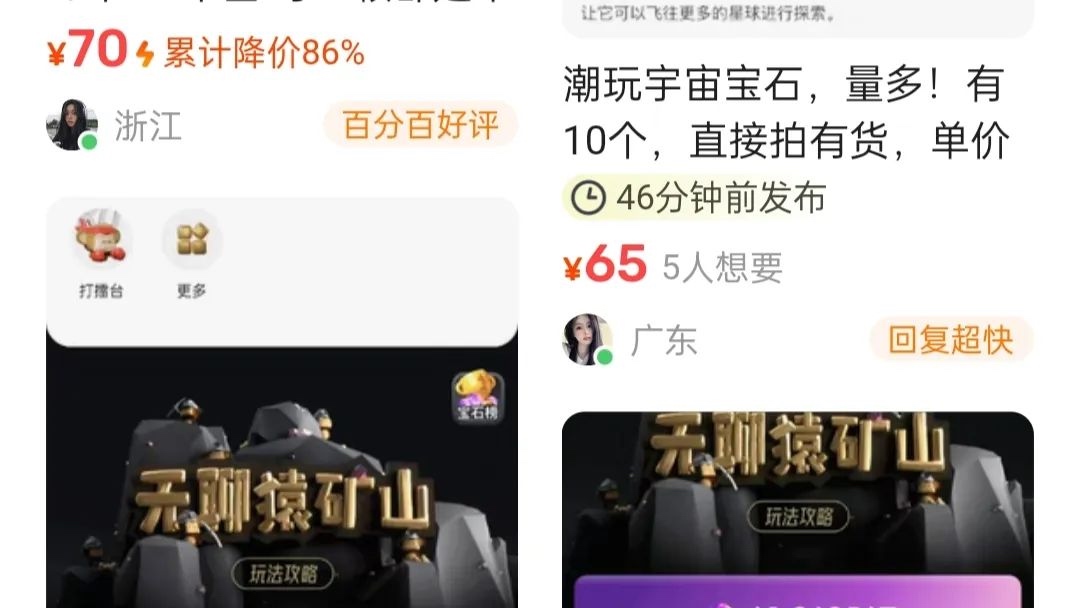 ¥70 累计降价86%
浙江
百分百好评
打擂台
更多
宝石榜
无聊猿矿山
玩法攻略
让它可以飞往更多的星球进行探索。
潮玩宇宙宝石，量多！有
10个，直接拍有货，单价
46分钟前发布
¥65 5人想要
广东
回复超快
无聊猿矿山
玩法攻略